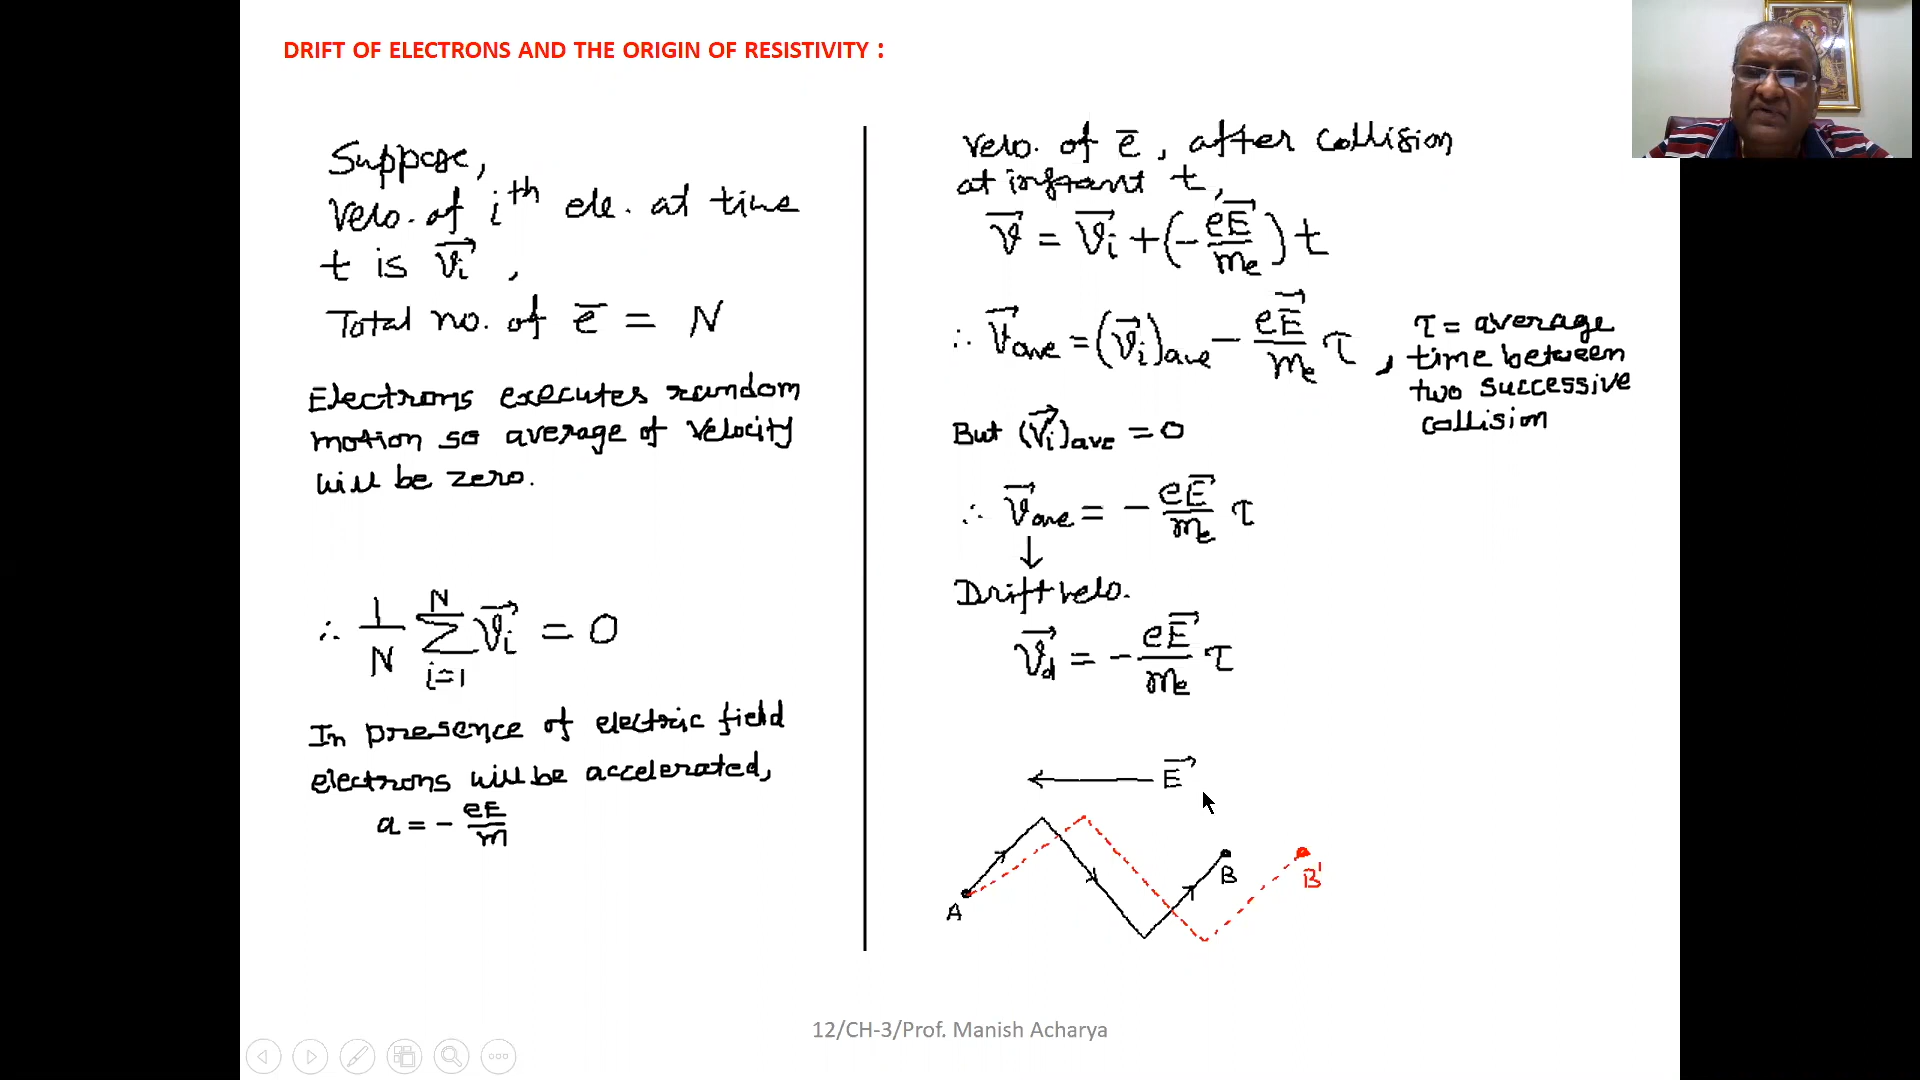 DRIFT OF ELECTRONS AND THE ORIGIN OF RESISTIVITY :
Suppose,
Velo. of i^th ele. at time
t is v⃗i ,
Total no. of e̅ = N
Electrons executes random
motion so average of velocity
will be zero.
∴ 1/N Σ_{i=1}^{N} v⃗i = 0
In presence of electric field
electrons will be accelerated,
a = - eE/m
Velo. of e̅ , after collision
at instant t,
v⃗ = v⃗i + (- eE⃗/me) t
∴ v⃗ave = (v⃗i)ave - eE⃗/me τ ,
τ = average
time between
two successive
collision
But (v⃗i)ave = 0
∴ v⃗ave = - eE⃗/me τ
↓
Drift velo.
v⃗d = - eE⃗/me τ
E⃗
A
B
B'
12/CH-3/Prof. Manish Acharya